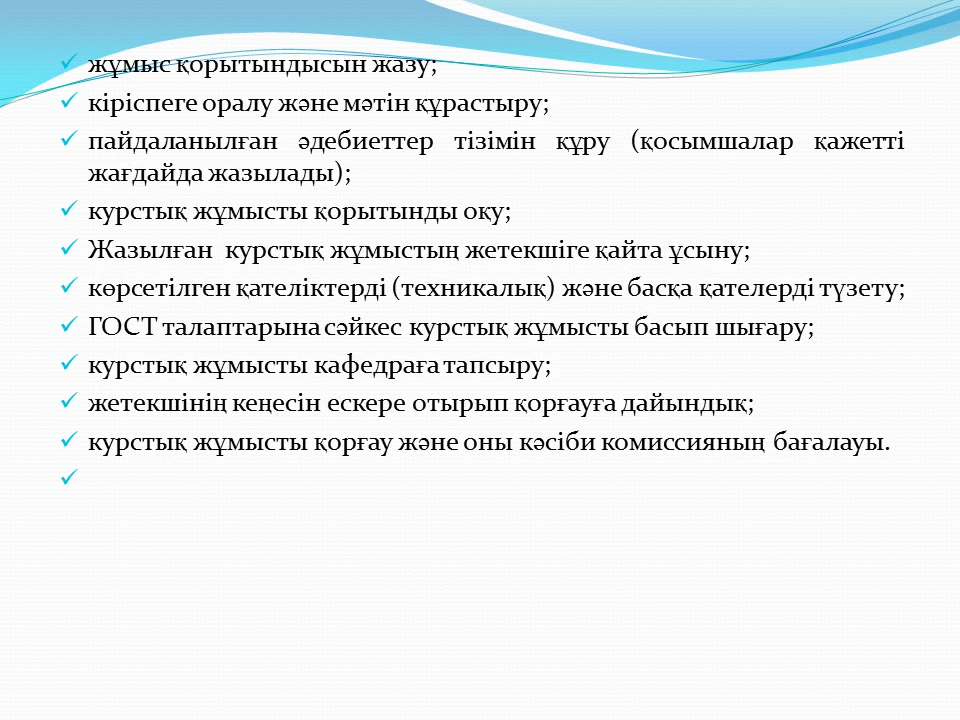 жұмыс қорытындысын жазу;
кіріспеге оралу және мәтін құрастыру;
пайдаланылған әдебиеттер тізімін құру (қосымшалар қажетті
жағдайда жазылады);
курстық жұмысты қорытынды оқу;
Жазылған курстық жұмыстың жетекшіге қайта ұсыну;
көрсетілген қателіктерді (техникалық) және басқа қателерді түзету;
ГОСТ талаптарына сәйкес курстық жұмысты басып шығару;
курстық жұмысты кафедраға тапсыру;
жетекшінің кеңесін ескере отырып қорғауға дайындық;
курстық жұмысты қорғау және оны кәсіби комиссияның бағалауы.